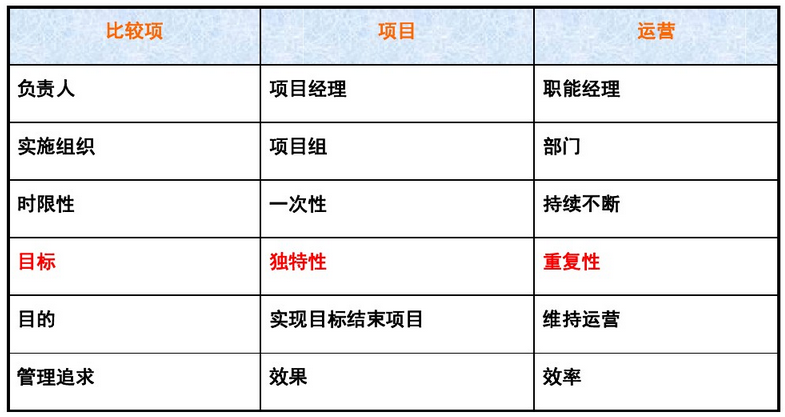 比较项 项目 运营
负责人 项目经理 职能经理
实施组织 项目组 部门
时限性 一次性 持续不断
目标 独特性 重复性
目的 实现目标结束项目 维持运营
管理追求 效果 效率